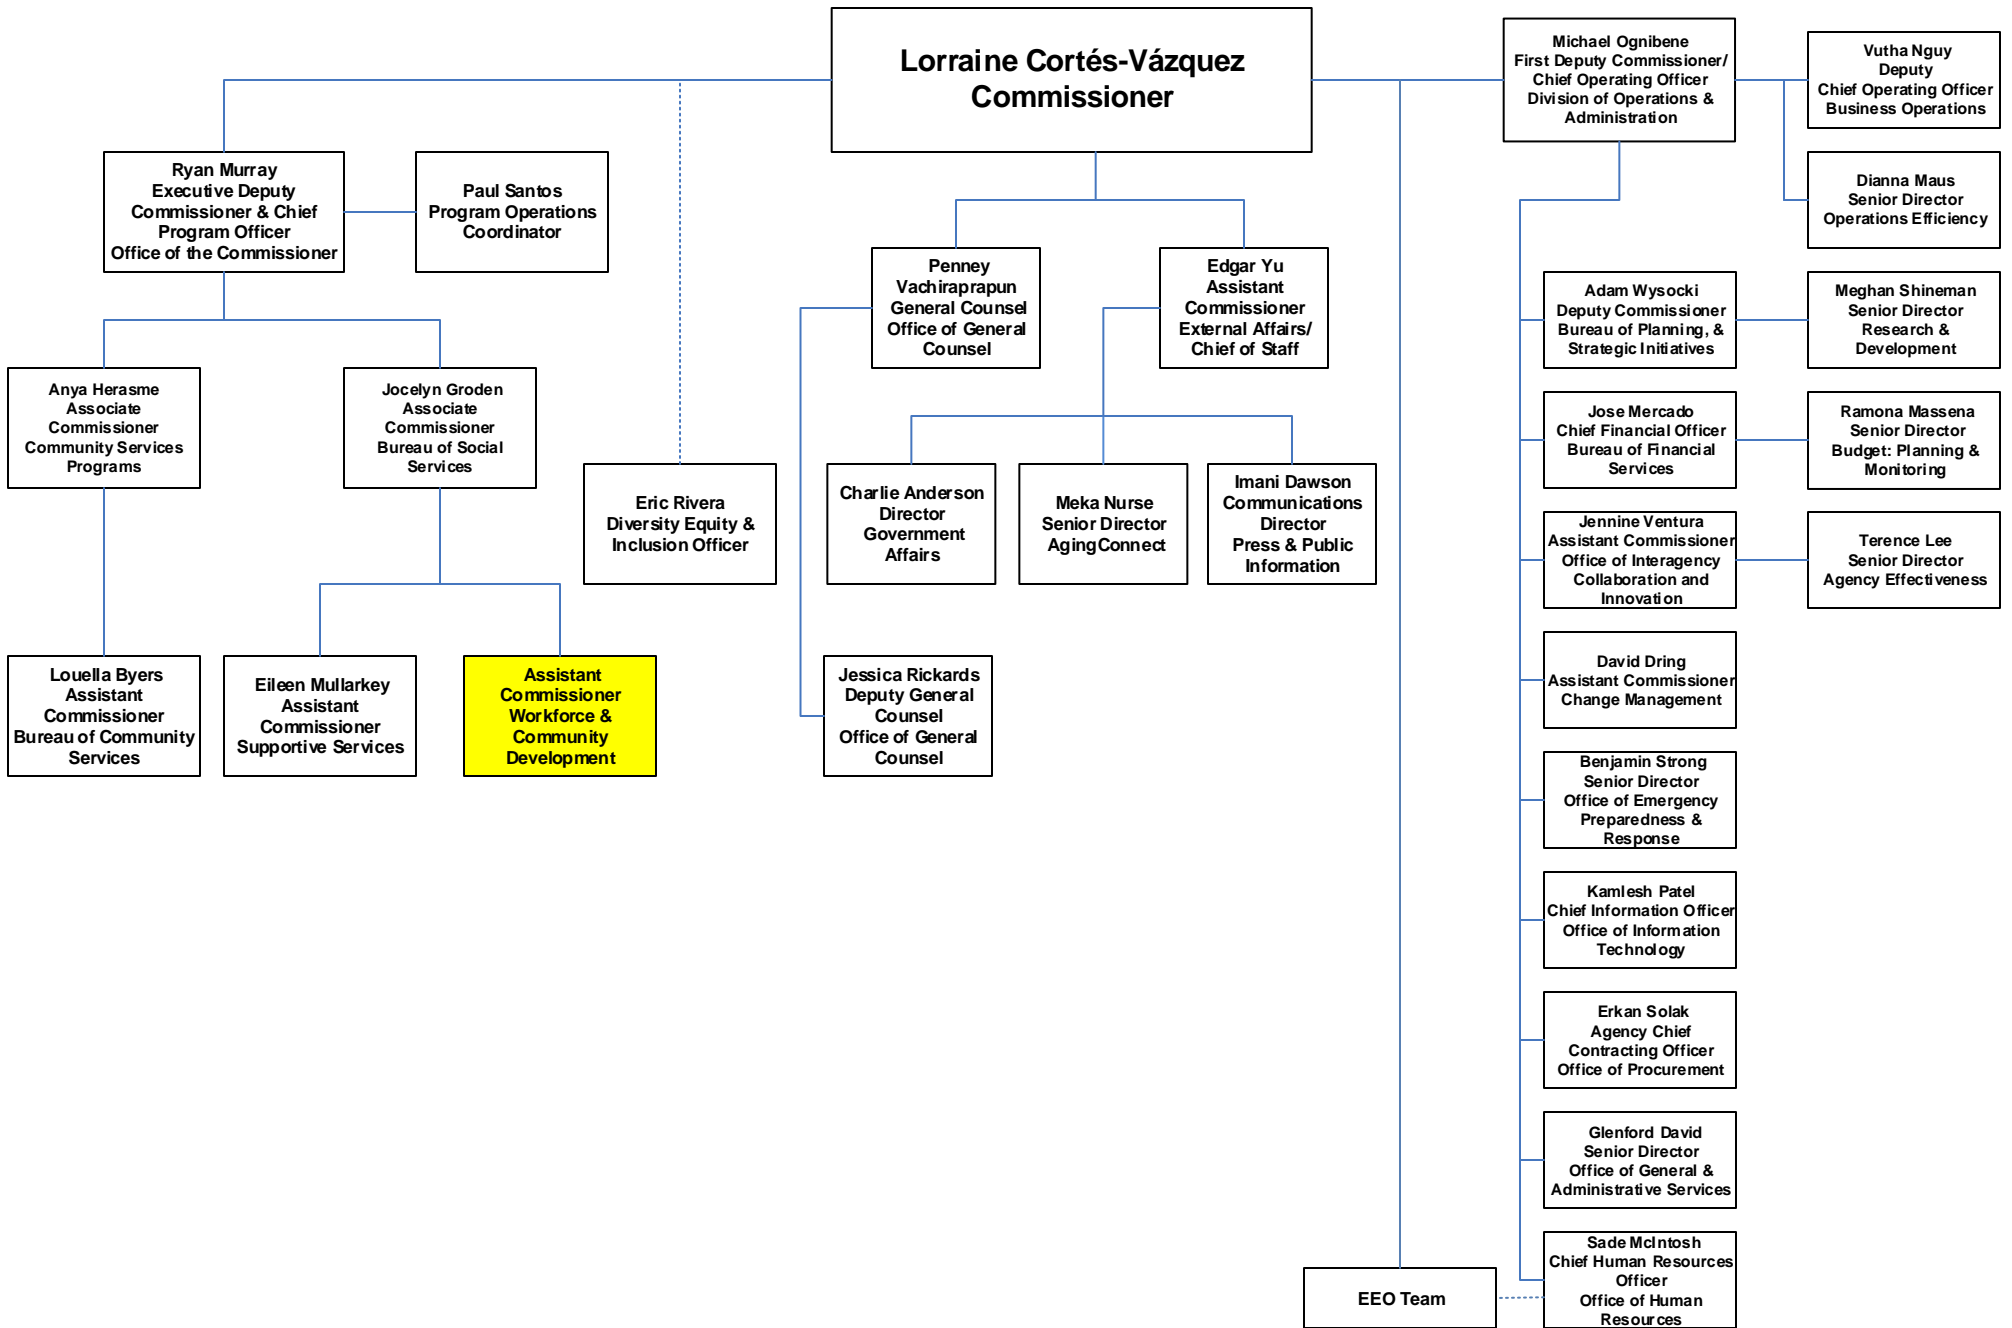 Lorraine Cortés-Vázquez
Commissioner
Michael Ognibene
First Deputy Commissioner/
Chief Operating Officer
Division of Operations &
Administration
Vutha Nguy
Deputy
Chief Operating Officer
Business Operations
Dianna Maus
Senior Director
Operations Efficiency
Ryan Murray
Executive Deputy
Commissioner & Chief
Program Officer
Office of the Commissioner
Paul Santos
Program Operations
Coordinator
Penney
Vachiraprapun
General Counsel
Office of General
Counsel
Edgar Yu
Assistant
Commissioner
External Affairs/
Chief of Staff
Adam Wysocki
Deputy Commissioner
Bureau of Planning, &
Strategic Initiatives
Meghan Shineman
Senior Director
Research &
Development
Anya Herasme
Associate
Commissioner
Community Services
Programs
Jocelyn Groden
Associate
Commissioner
Bureau of Social
Services
Jose Mercado
Chief Financial Officer
Bureau of Financial
Services
Ramona Massena
Senior Director
Budget: Planning &
Monitoring
Eric Rivera
Diversity Equity &
Inclusion Officer
Charlie Anderson
Director
Government
Affairs
Meka Nurse
Senior Director
AgingConnect
Imani Dawson
Communications
Director
Press & Public
Information
Jennine Ventura
Assistant Commissioner
Office of Interagency
Collaboration and
Innovation
Terence Lee
Senior Director
Agency Effectiveness
Louella Byers
Assistant
Commissioner
Bureau of Community
Services
Eileen Mullarkey
Assistant
Commissioner
Supportive Services
Assistant
Commissioner
Workforce &
Community
Development
Jessica Rickards
Deputy General
Counsel
Office of General
Counsel
David Dring
Assistant Commissioner
Change Management
Benjamin Strong
Senior Director
Office of Emergency
Preparedness &
Response
Kamlesh Patel
Chief Information Officer
Office of Information
Technology
Erkan Solak
Agency Chief
Contracting Officer
Office of Procurement
Glenford David
Senior Director
Office of General &
Administrative Services
Sade McIntosh
Chief Human Resources
Officer
Office of Human
Resources
EEO Team